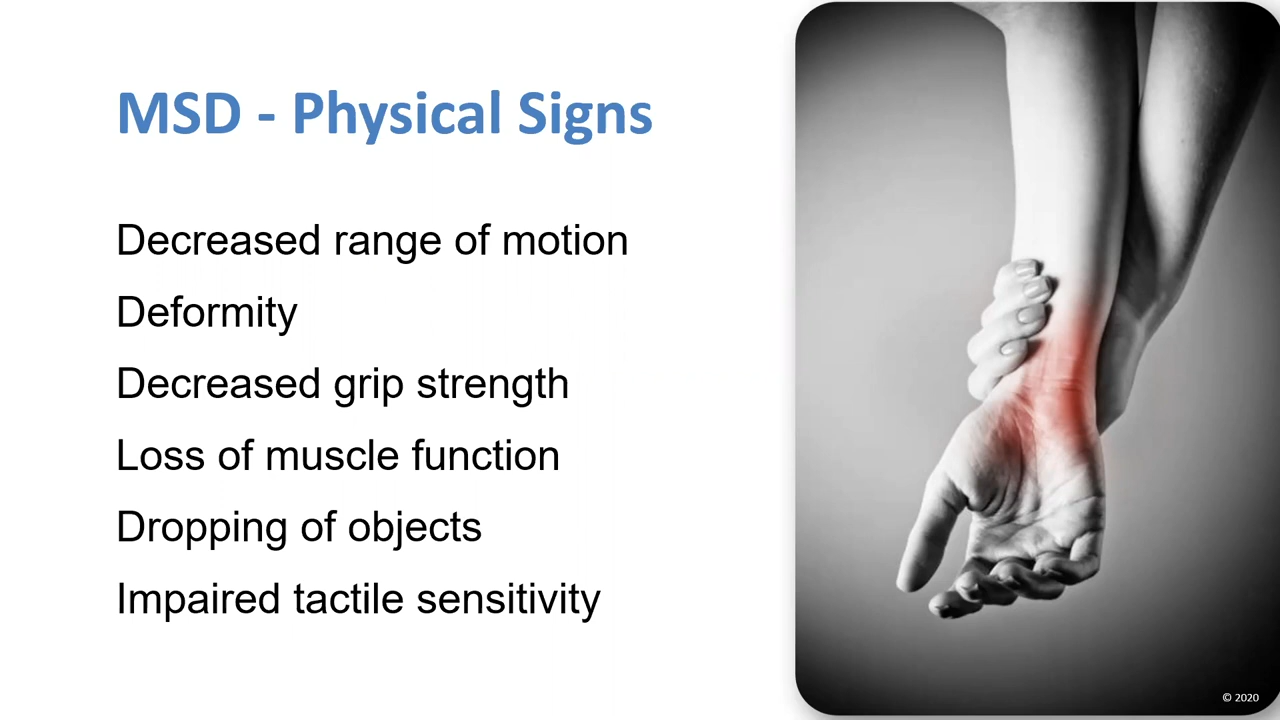 MSD - Physical Signs
Decreased range of motion
Deformity
Decreased grip strength
Loss of muscle function
Dropping of objects
Impaired tactile sensitivity
© 2020